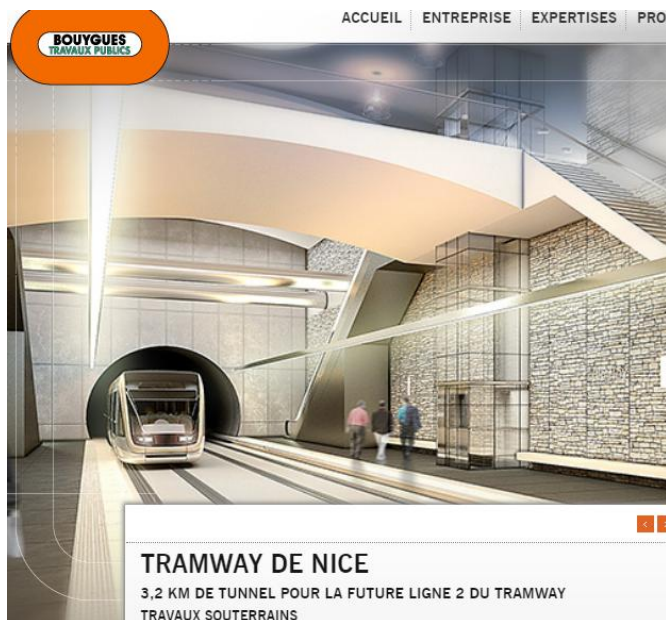 BOUYGUES
TRAVAUX PUBLICS
ACCUEIL ENTREPRISE EXPERTISES PRO
TRAMWAY DE NICE
3,2 KM DE TUNNEL POUR LA FUTURE LIGNE 2 DU TRAMWAY
TRAVAUX SOUTERRAINS